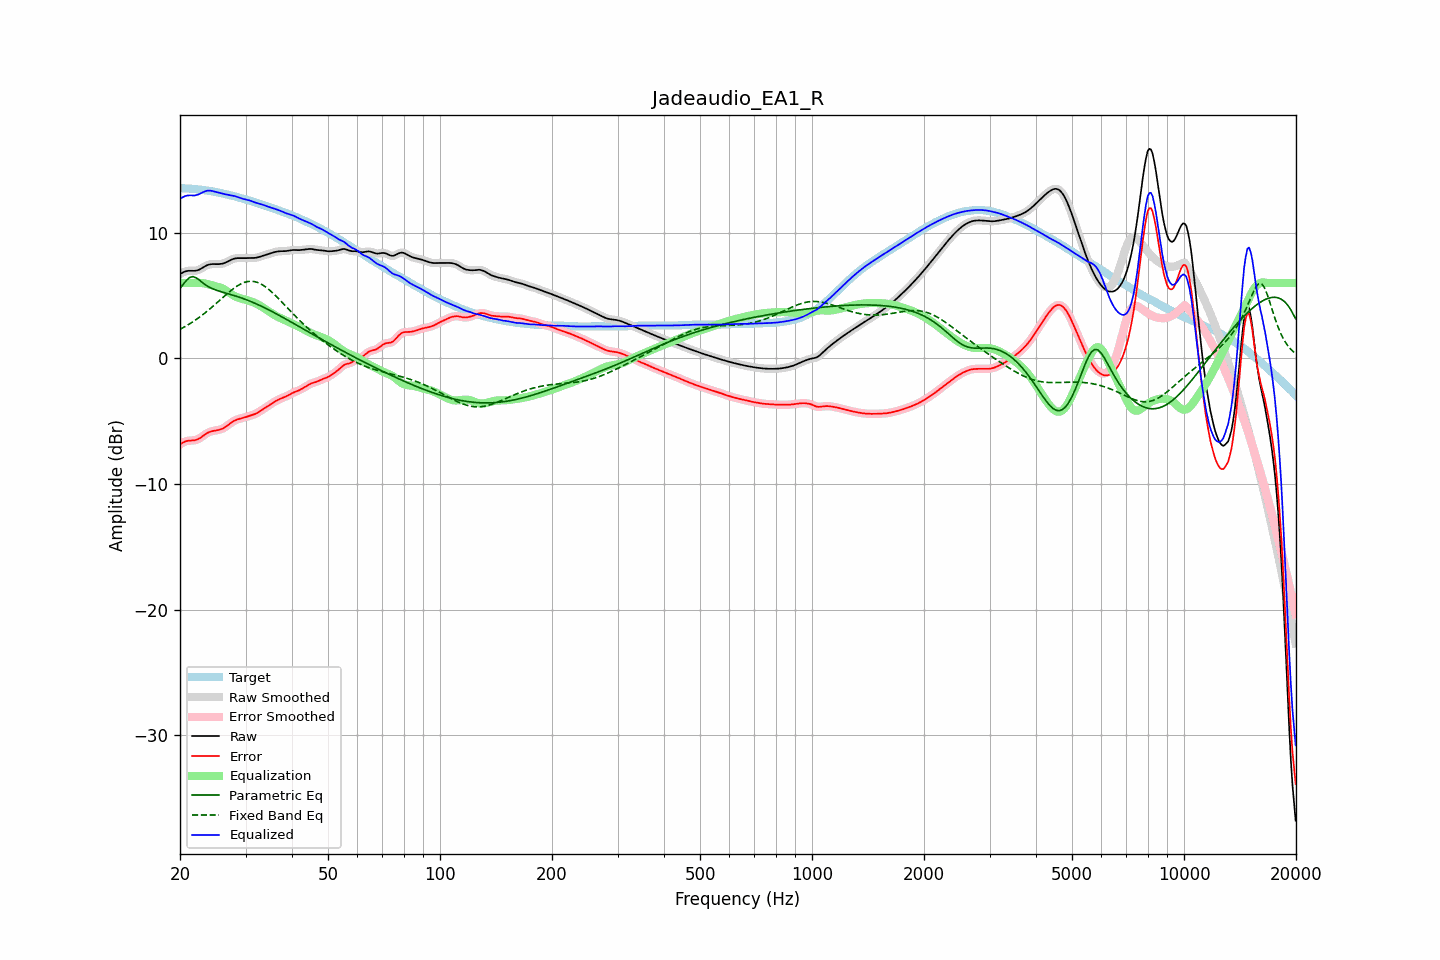 Jadeaudio_EA1_R
Amplitude (dBr)
10
0
−10
−20
−30
Target
Raw Smoothed
Error Smoothed
Raw
Error
Equalization
Parametric Eq
Fixed Band Eq
Equalized
20 50 100 200 500 1000 2000 5000 10000 20000
Frequency (Hz)